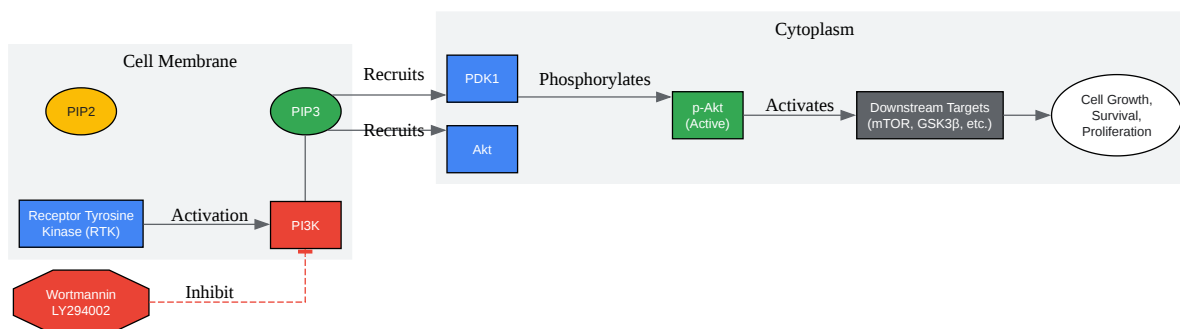 Cytoplasm
Cell Membrane
Recruits
PDK1
Phosphorylates
PIP2
PIP3
p-Akt
(Active)
Activates
Downstream Targets
(mTOR, GSK3β, etc.)
Cell Growth,
Survival,
Proliferation
Recruits
Akt
Receptor Tyrosine
Kinase (RTK)
Activation
PI3K
Wortmannin
LY294002
Inhibit